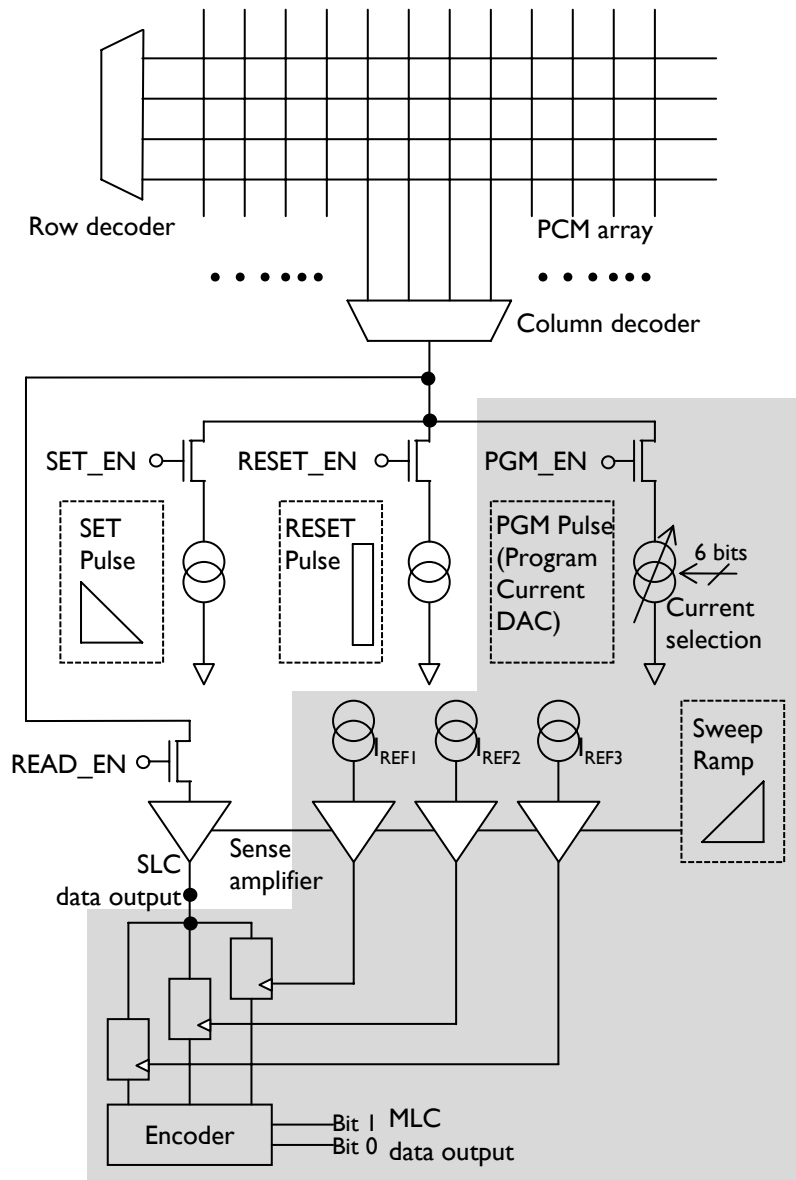 Row decoder
PCM array
Column decoder
SET_EN
RESET_EN
PGM_EN
SET
Pulse
RESET
Pulse
PGM Pulse
(Program
Current
DAC)
6 bits
Current
selection
IREF1
IREF2
IREF3
Sweep
Ramp
READ_EN
Sense
amplifier
SLC
data output
Encoder
Bit 1
Bit 0
MLC
data output